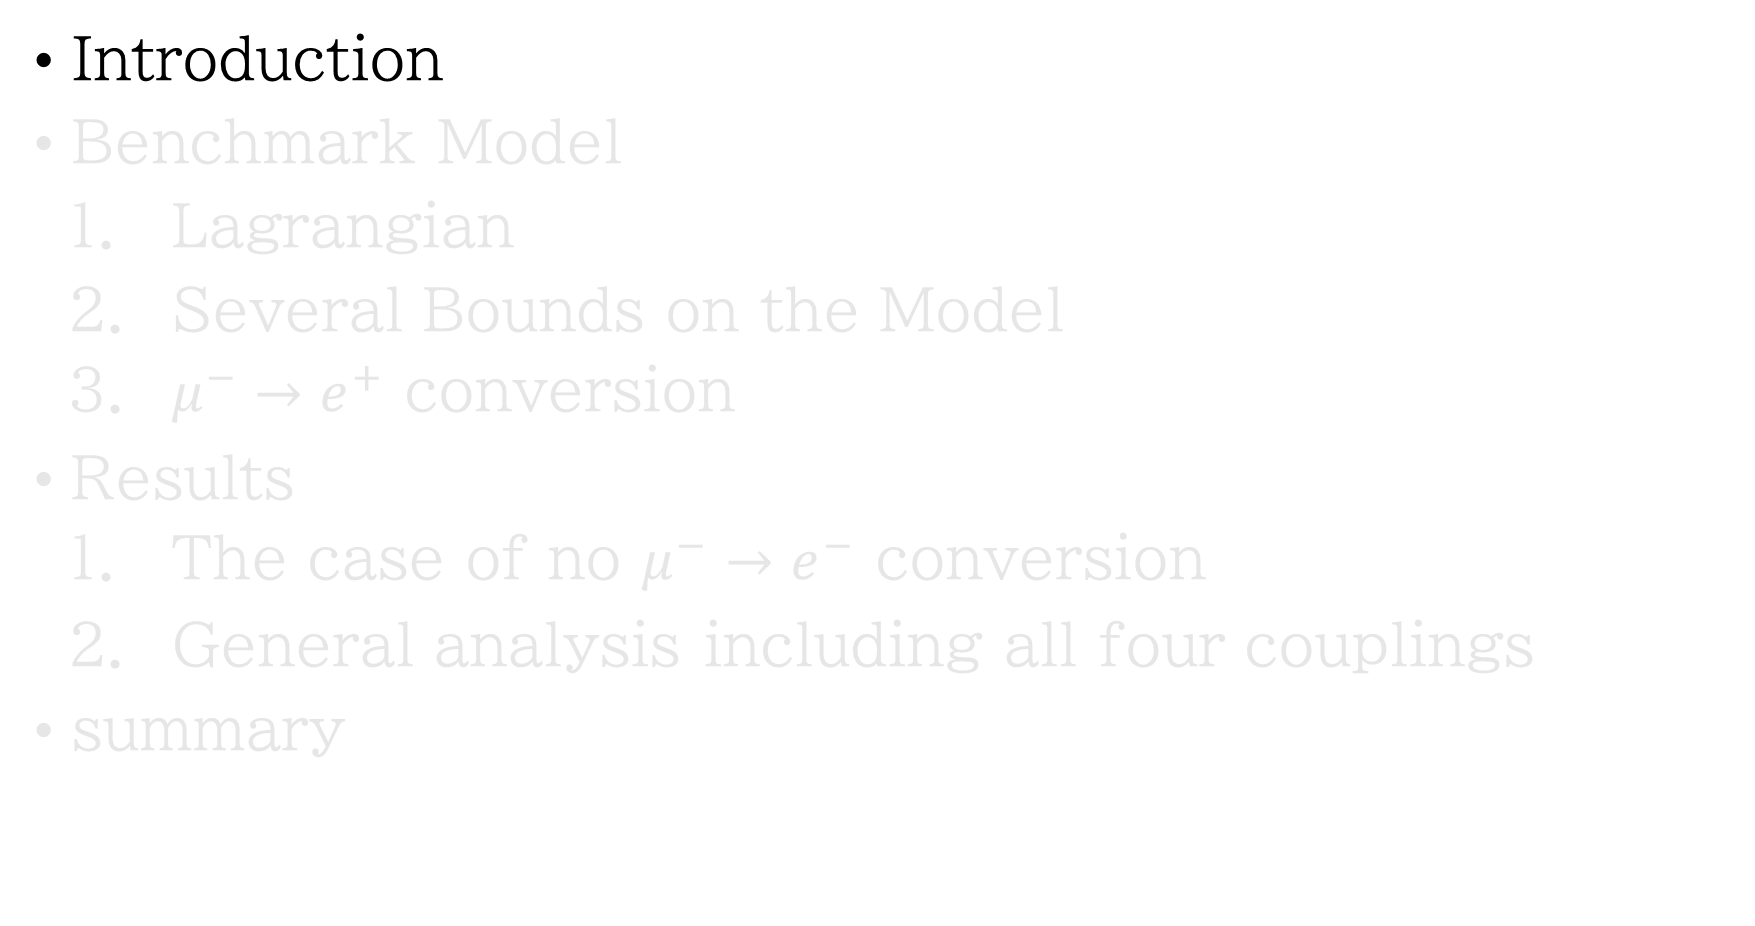 • Introduction
• Benchmark Model
1. Lagrangian
2. Several Bounds on the Model
3. 𝜇⁻ → 𝑒⁺ conversion
• Results
1. The case of no 𝜇⁻ → 𝑒⁻ conversion
2. General analysis including all four couplings
• summary